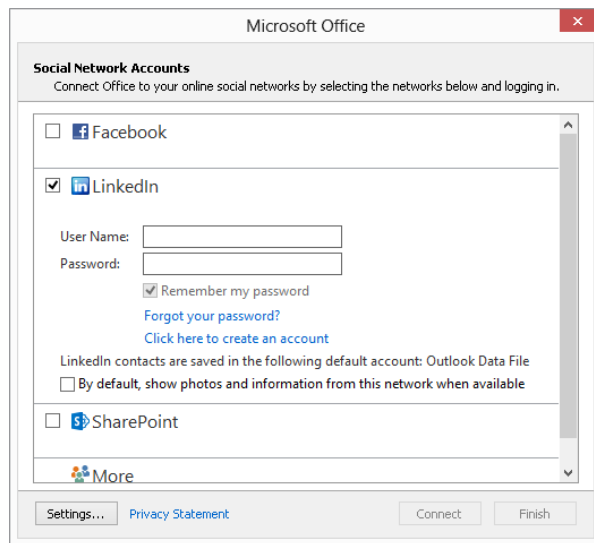 Microsoft Office
Social Network Accounts
Connect Office to your online social networks by selecting the networks below and logging in.
Facebook
LinkedIn
User Name:
Password:
Remember my password
Forgot your password?
Click here to create an account
LinkedIn contacts are saved in the following default account: Outlook Data File
By default, show photos and information from this network when available
SharePoint
More
Settings... Privacy Statement Connect Finish